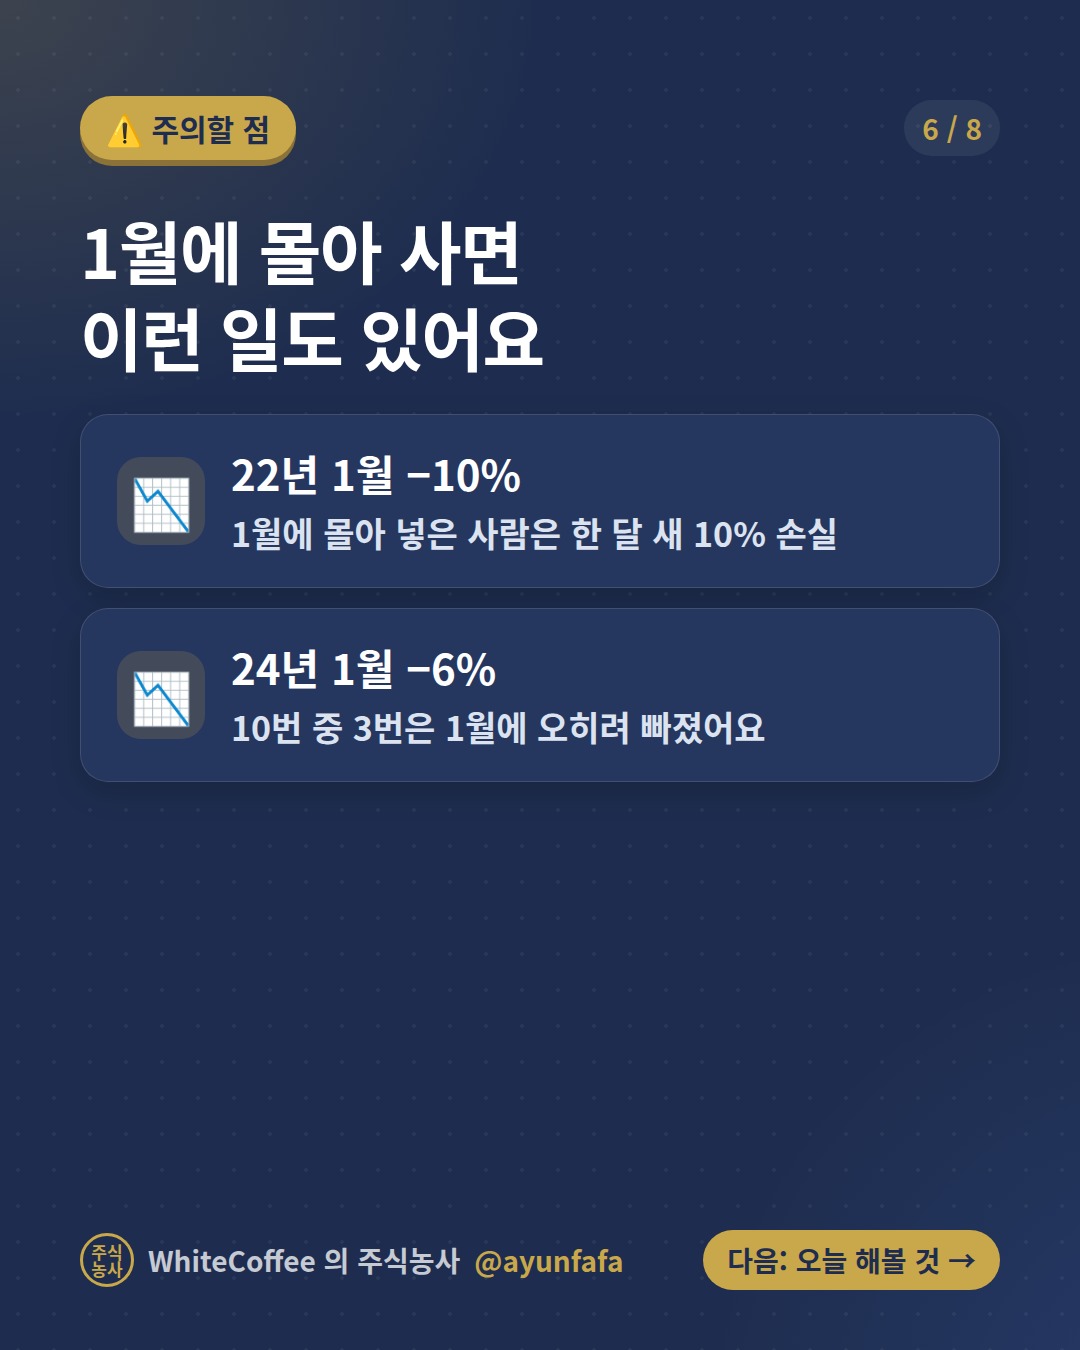 ⚠️ 주의할 점
6 / 8
1월에 몰아 사면
이런 일도 있어요
22년 1월 −10%
1월에 몰아 넣은 사람은 한 달 새 10% 손실
24년 1월 −6%
10번 중 3번은 1월에 오히려 빠졌어요
주식
농사
WhiteCoffee 의 주식농사 @ayunfafa
다음: 오늘 해볼 것 →